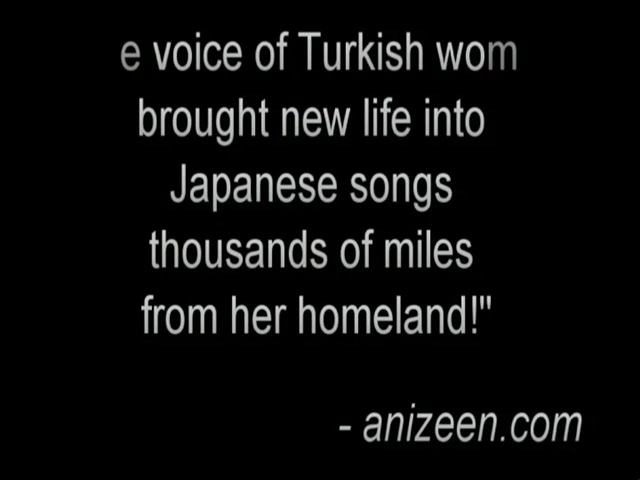 e voice of Turkish wom
brought new life into
Japanese songs
thousands of miles
from her homeland!"
- anizeen.com